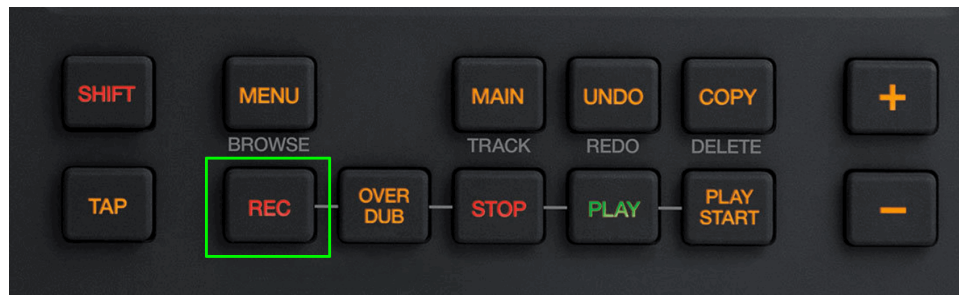 SHIFT
MENU
MAIN
UNDO
COPY
+
BROWSE
TRACK
REDO
DELETE
TAP
REC
OVER
DUB
STOP
PLAY
PLAY
START
−